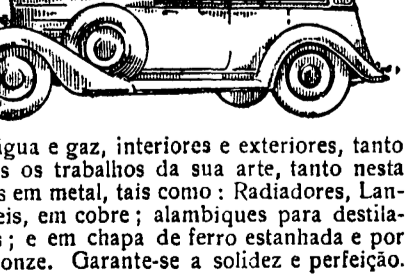 água e gaz, interiores e exteriores, tanto
s os trabalhos da sua arte, tanto nesta
s em metal, tais como : Radiadores, Lan-
eis, em cobre ; alambiques para destila-
; e em chapa de ferro estanhada e por
onze. Garante-se a solidez e perfeição.